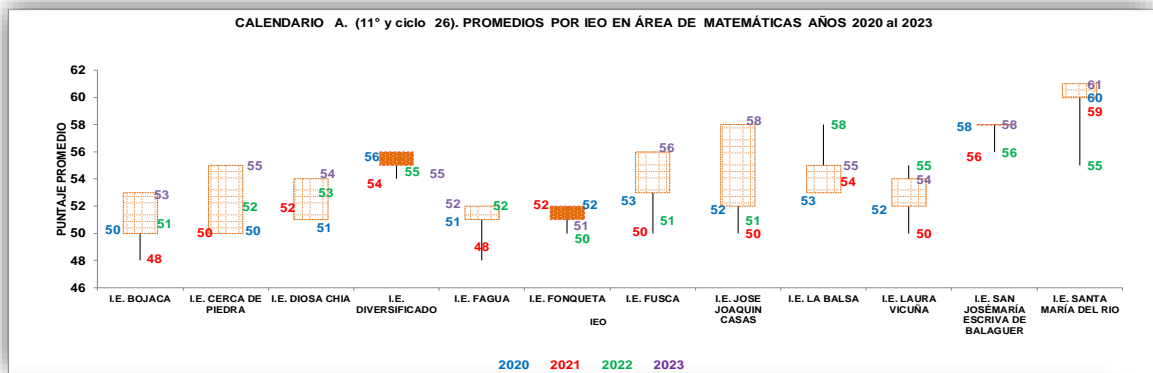 CALENDARIO A. (11° y ciclo 26). PROMEDIOS POR IEO EN ÁREA DE MATEMÁTICAS AÑOS 2020 al 2023
PUNTAJE PROMEDIO
62
60
58
56
54
52
50
48
46
50 48 51 53
50 50 52 55
51 52 53 54
56 54 55 55
51 48 52 52
52 52 50 51
53 50 51 56
52 50 51 58
53 54 58 55
52 50 55 54
58 56 56 58
60 59 55 61
I.E. BOJACA
I.E. CERCA DE
PIEDRA
I.E. DIOSA CHIA
I.E.
DIVERSIFICADO
I.E. FAGUA
I.E. FONQUETA
I.E. FUSCA
I.E. JOSE
JOAQUIN
CASAS
I.E. LA BALSA
I.E. LAURA
VICUÑA
I.E. SAN
JOSÉMARÍA
ESCRIVA DE
BALAGUER
I.E. SANTA
MARÍA DEL RIO
IEO
2020 2021 2022 2023